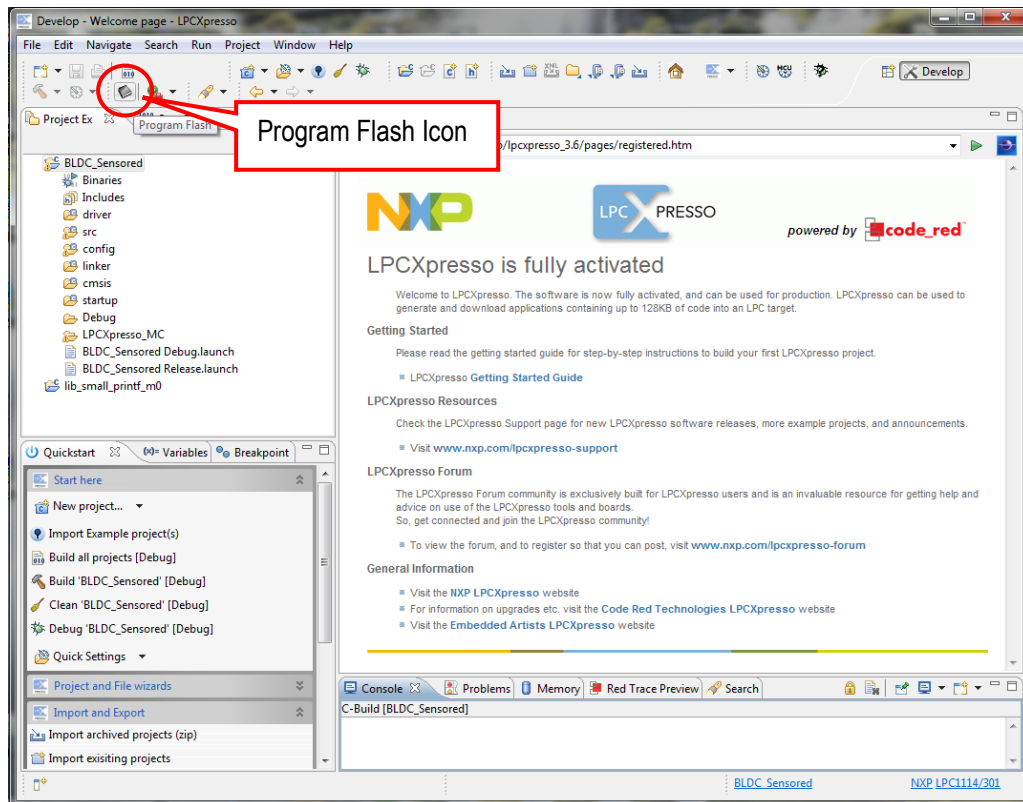 Develop - Welcome page - LPCXpresso
File Edit Navigate Search Run Project Window Help
Develop
Project Ex
Program Flash
Program Flash Icon
/lpcxpresso_3.6/pages/registered.htm
BLDC_Sensored
Binaries
Includes
driver
src
config
linker
cmsis
startup
Debug
LPCXpresso_MC
BLDC_Sensored Debug.launch
BLDC_Sensored Release.launch
lib_small_printf_m0
NXP
LPC XPRESSO
powered by code_red
LPCXpresso is fully activated
Welcome to LPCXpresso. The software is now fully activated, and can be used for production. LPCXpresso can be used to
generate and download applications containing up to 128KB of code into an LPC target.
Getting Started
Please read the getting started guide for step-by-step instructions to build your first LPCXpresso project.
LPCXpresso Getting Started Guide
LPCXpresso Resources
Check the LPCXpresso Support page for new LPCXpresso software releases, more example projects, and announcements.
Visit www.nxp.com/lpcxpresso-support
LPCXpresso Forum
The LPCXpresso Forum community is exclusively built for LPCXpresso users and is an invaluable resource for getting help and
advice on use of the LPCXpresso tools and boards.
So, get connected and join the LPCXpresso community!
To view the forum, and to register so that you can post, visit www.nxp.com/lpcxpresso-forum
General Information
Visit the NXP LPCXpresso website
For information on upgrades etc. visit the Code Red Technologies LPCXpresso website
Visit the Embedded Artists LPCXpresso website
Quickstart (x)= Variables Breakpoint
Start here
New project...
Import Example project(s)
Build all projects [Debug]
Build 'BLDC_Sensored' [Debug]
Clean 'BLDC_Sensored' [Debug]
Debug 'BLDC_Sensored' [Debug]
Quick Settings
Project and File wizards
Import and Export
Import archived projects (zip)
Import exisiting projects
Console Problems Memory Red Trace Preview Search
C-Build [BLDC_Sensored]
BLDC_Sensored NXP LPC1114/301